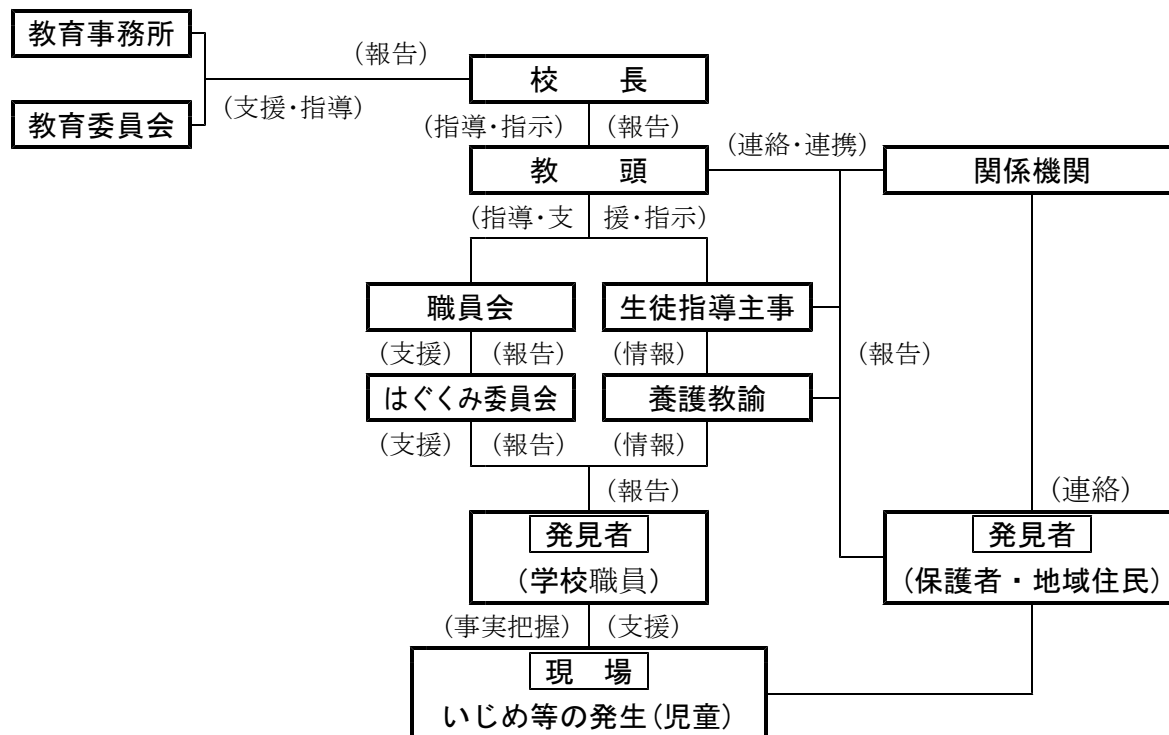 教育事務所
(報告)
校 長
教育委員会
(支援・指導)
(指導・指示) (報告)
(連絡・連携)
教 頭
関係機関
(指導・支 援・指示)
職員会
生徒指導主事
(支援) (報告) (情報)
(報告)
はぐくみ委員会
養護教諭
(支援) (報告) (情報)
(報告)
(連絡)
発見者
(学校職員)
発見者
(保護者・地域住民)
(事実把握) (支援)
現 場
いじめ等の発生(児童)